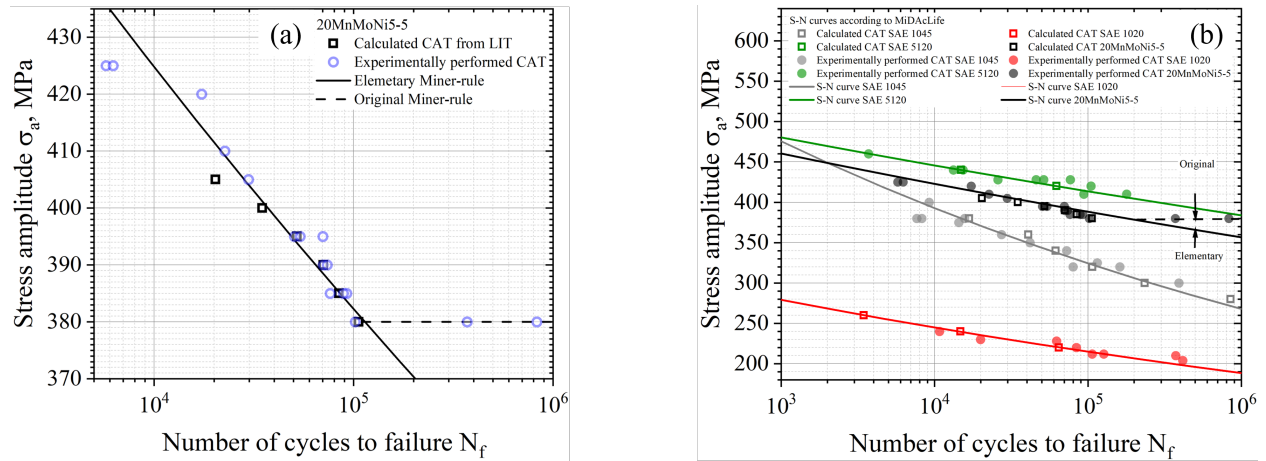 20MnMoNi5-5
(a)
Calculated CAT from LIT
Experimentally performed CAT
Elemetary Miner-rule
Original Miner-rule
430
420
410
400
390
380
370
Stress amplitude σa, MPa
10^4
10^5
10^6
Number of cycles to failure Nf
(b)
S-N curves according to MiDAcLife
Calculated CAT SAE 1045
Calculated CAT SAE 1020
Calculated CAT SAE 5120
Calculated CAT 20MnMoNi5-5
Experimentally performed CAT SAE 1045
Experimentally performed CAT SAE 1020
Experimentally performed CAT SAE 5120
Experimentally performed CAT 20MnMoNi5-5
S-N curve SAE 1045
S-N curve SAE 1020
S-N curve SAE 5120
S-N curve 20MnMoNi5-5
600
550
500
450
400
350
300
250
200
Stress amplitude σa, MPa
Original
Elementary
10^3
10^4
10^5
10^6
Number of cycles to failure Nf